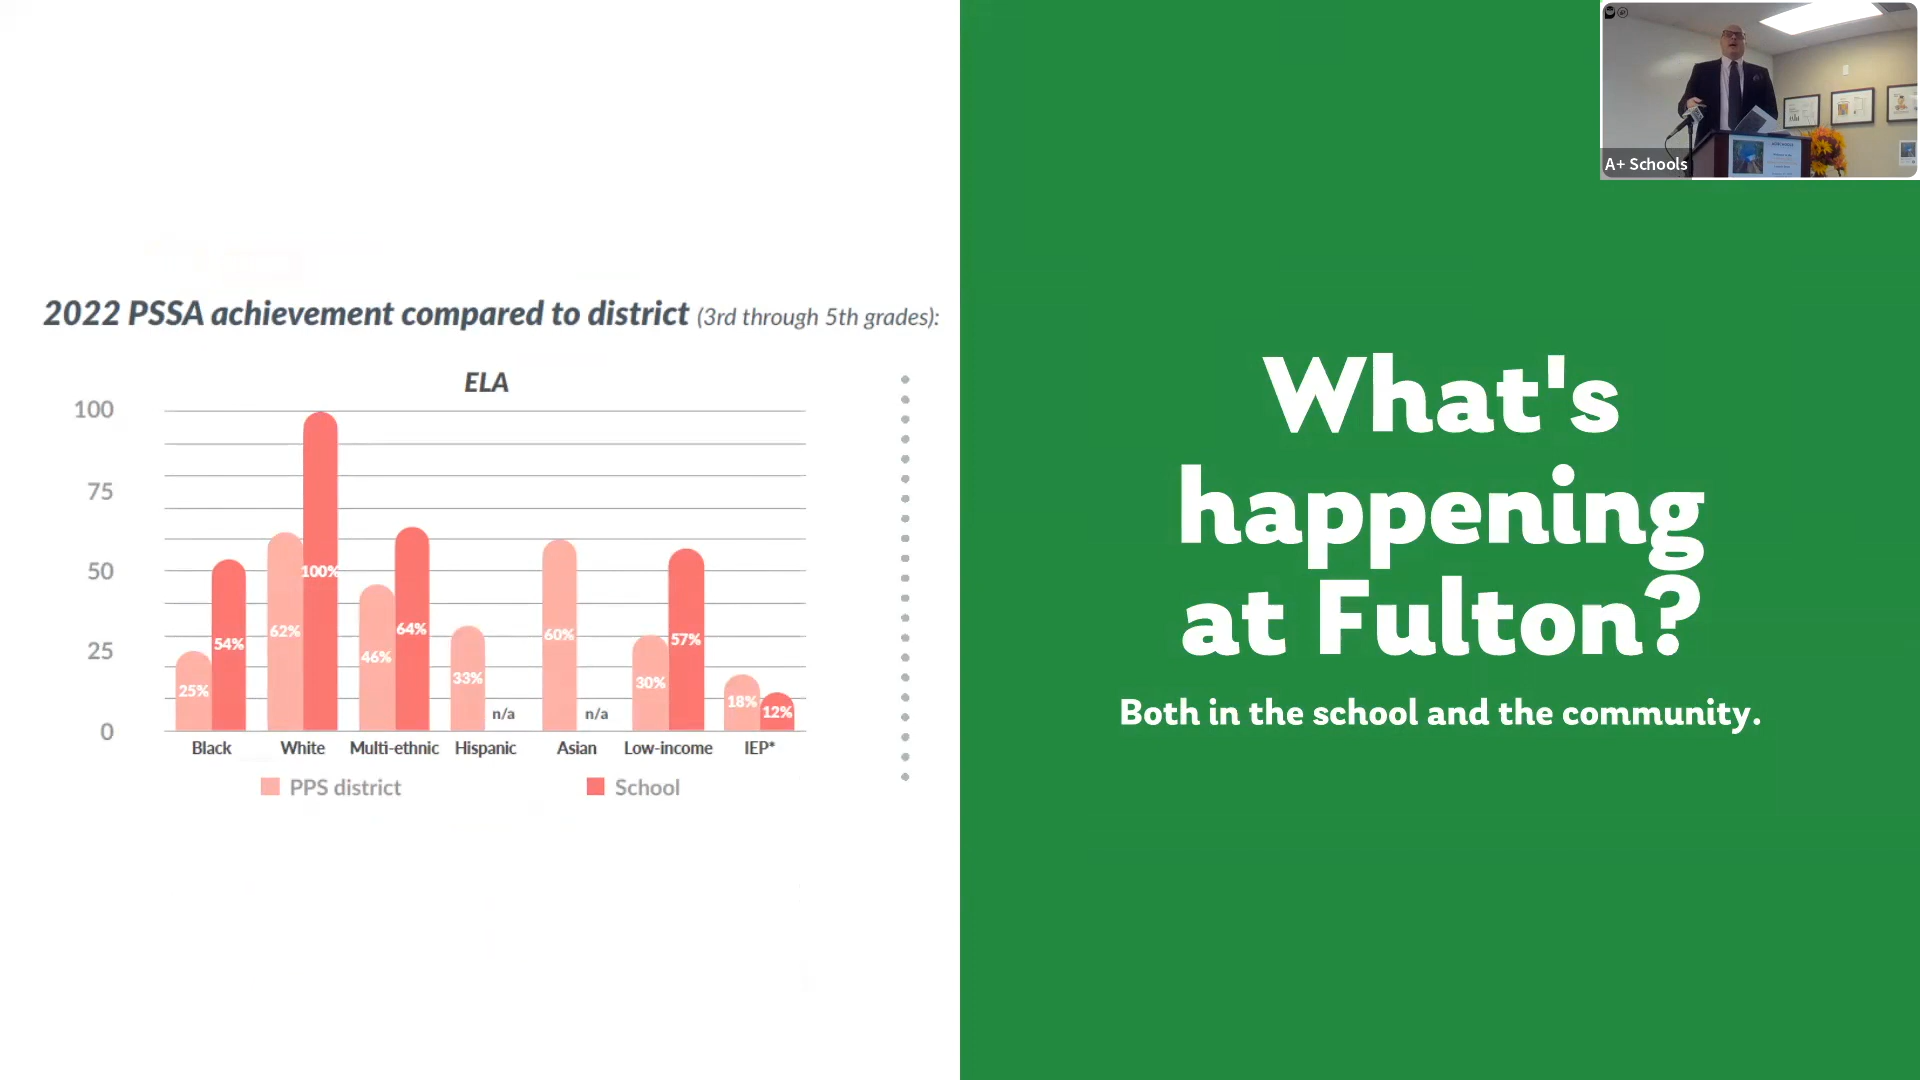 2022 PSSA achievement compared to district (3rd through 5th grades):
ELA
100
75
50
25
0
25%
54%
62%
100%
46%
64%
33%
n/a
60%
n/a
30%
57%
18%
12%
Black
White
Multi-ethnic
Hispanic
Asian
Low-income
IEP*
PPS district
School
What's
happening
at Fulton?
Both in the school and the community.
A+ Schools